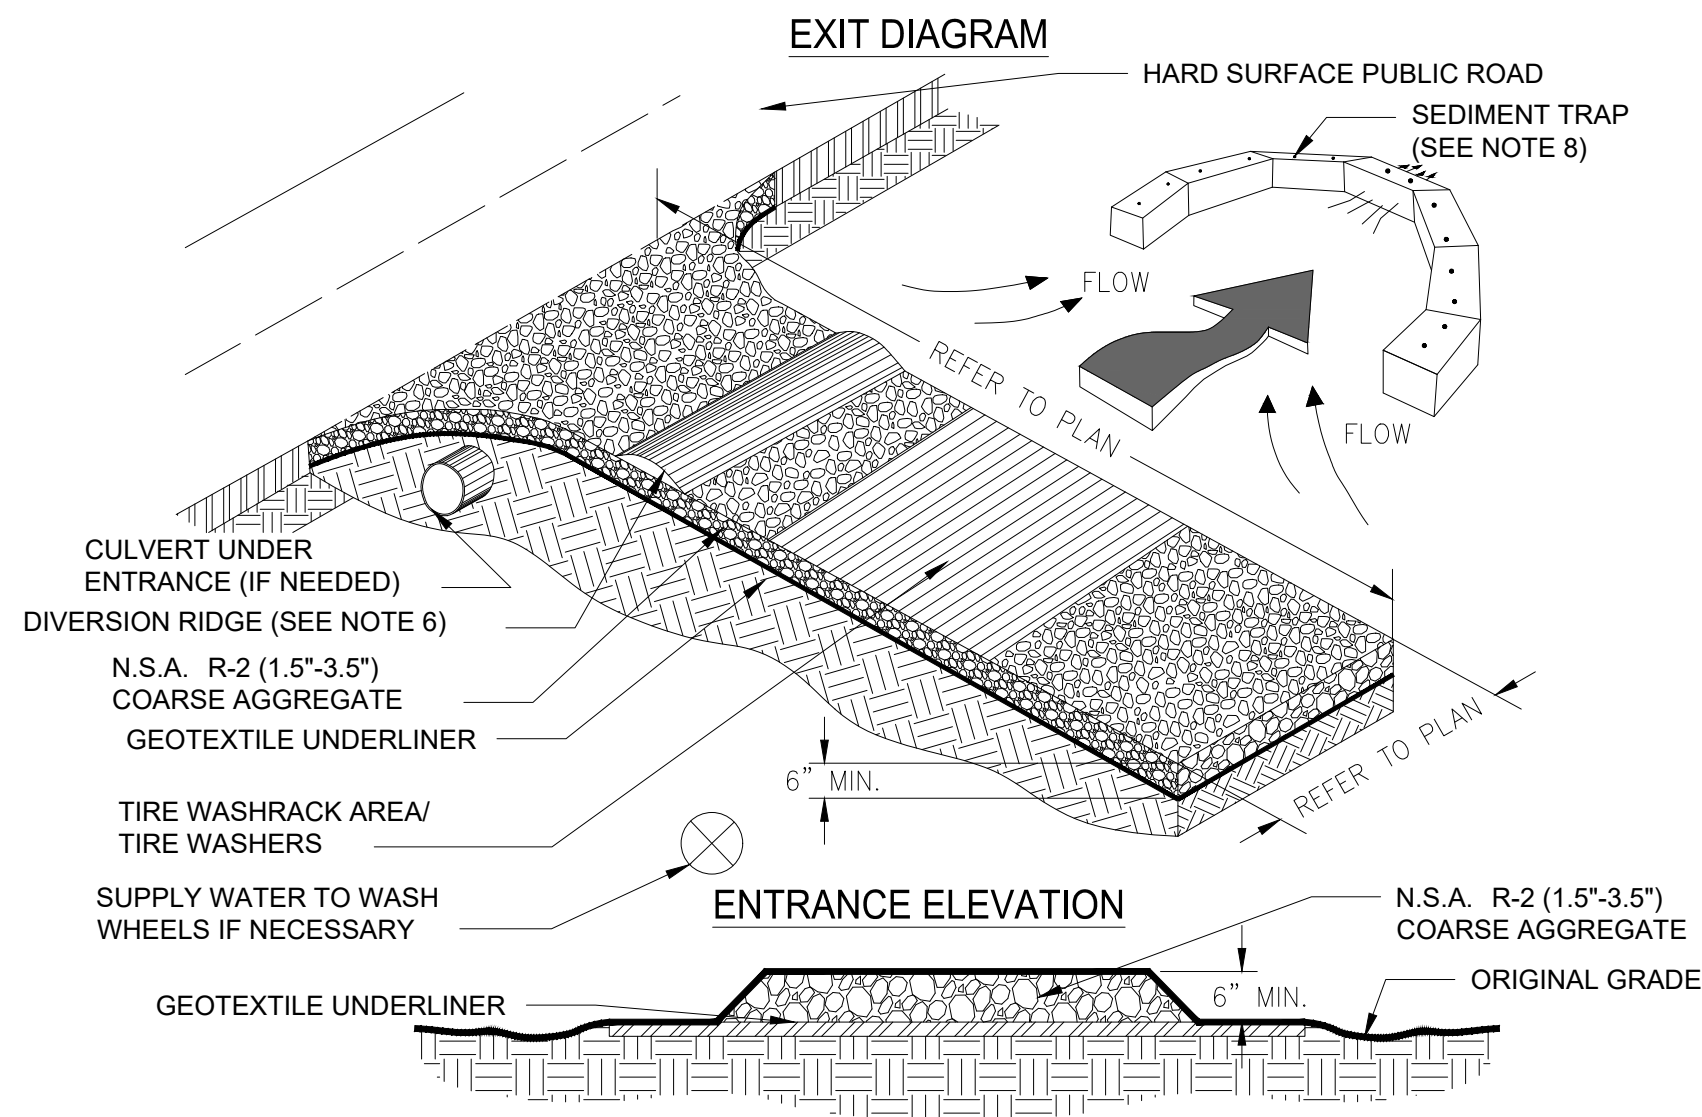 EXIT DIAGRAM
HARD SURFACE PUBLIC ROAD
SEDIMENT TRAP
(SEE NOTE 8)
FLOW
REFER TO PLAN
FLOW
CULVERT UNDER
ENTRANCE (IF NEEDED)
DIVERSION RIDGE (SEE NOTE 6)
N.S.A. R-2 (1.5"-3.5")
COARSE AGGREGATE
GEOTEXTILE UNDERLINER
REFER TO PLAN
6” MIN.
TIRE WASHRACK AREA/
TIRE WASHERS
SUPPLY WATER TO WASH
WHEELS IF NECESSARY
ENTRANCE ELEVATION
N.S.A. R-2 (1.5"-3.5")
COARSE AGGREGATE
ORIGINAL GRADE
6” MIN.
GEOTEXTILE UNDERLINER